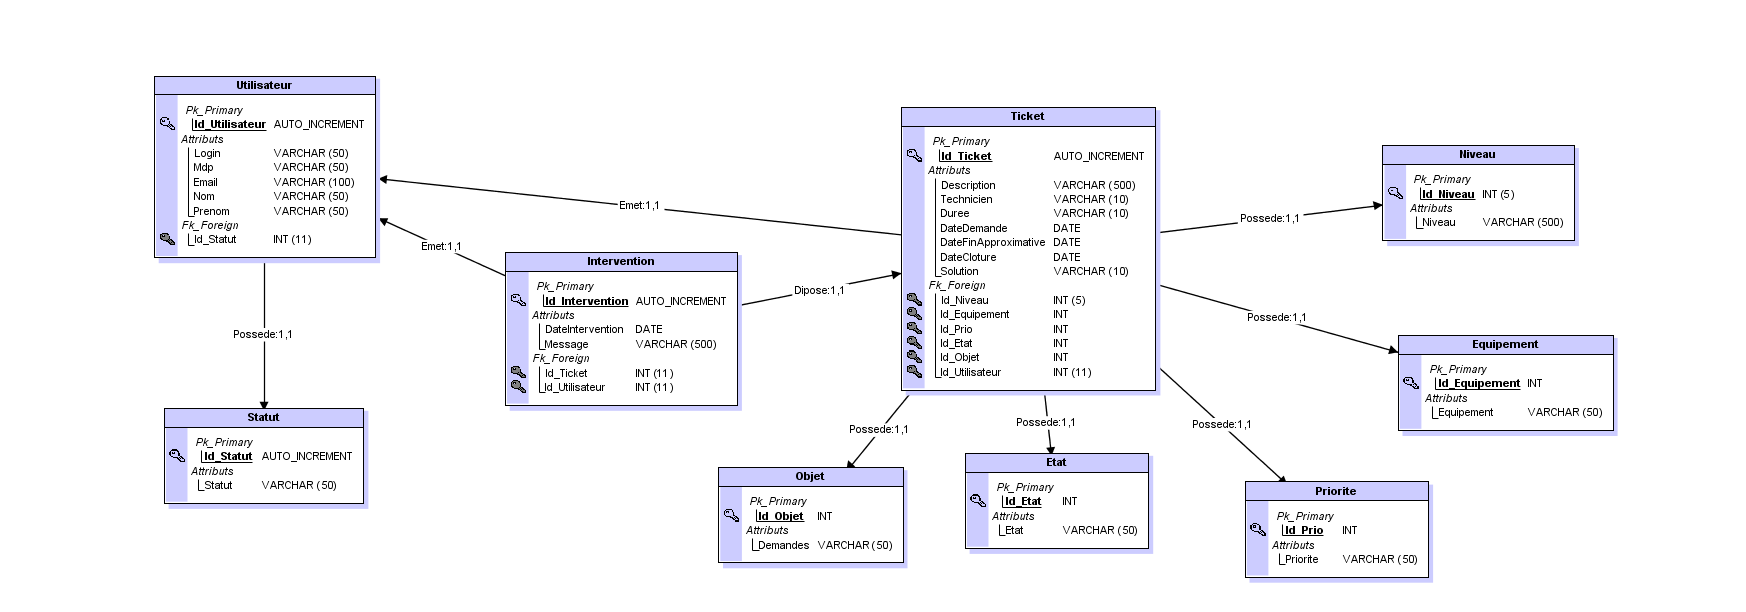 Utilisateur
Pk_Primary
Id_Utilisateur AUTO_INCREMENT
Attributs
Login VARCHAR (50)
Mdp VARCHAR (50)
Email VARCHAR (100)
Nom VARCHAR (50)
Prenom VARCHAR (50)
Fk_Foreign
Id_Statut INT (11)
Possede:1,1
Statut
Pk_Primary
Id_Statut AUTO_INCREMENT
Attributs
Statut VARCHAR (50)
Emet:1,1
Emet:1,1
Intervention
Pk_Primary
Id_Intervention AUTO_INCREMENT
Attributs
DateIntervention DATE
Message VARCHAR (500)
Fk_Foreign
Id_Ticket INT (11)
Id_Utilisateur INT (11)
Dipose:1,1
Ticket
Pk_Primary
Id_Ticket AUTO_INCREMENT
Attributs
Description VARCHAR (500)
Technicien VARCHAR (10)
Duree VARCHAR (10)
DateDemande DATE
DateFinApproximative DATE
DateCloture DATE
Solution VARCHAR (10)
Fk_Foreign
Id_Niveau INT (5)
Id_Equipement INT
Id_Prio INT
Id_Etat INT
Id_Objet INT
Id_Utilisateur INT (11)
Possede:1,1
Niveau
Pk_Primary
Id_Niveau INT (5)
Attributs
Niveau VARCHAR (500)
Possede:1,1
Equipement
Pk_Primary
Id_Equipement INT
Attributs
Equipement VARCHAR (50)
Possede:1,1
Objet
Pk_Primary
Id_Objet INT
Attributs
Demandes VARCHAR (50)
Possede:1,1
Etat
Pk_Primary
Id_Etat INT
Attributs
Etat VARCHAR (50)
Possede:1,1
Priorite
Pk_Primary
Id_Prio INT
Attributs
Priorite VARCHAR (50)